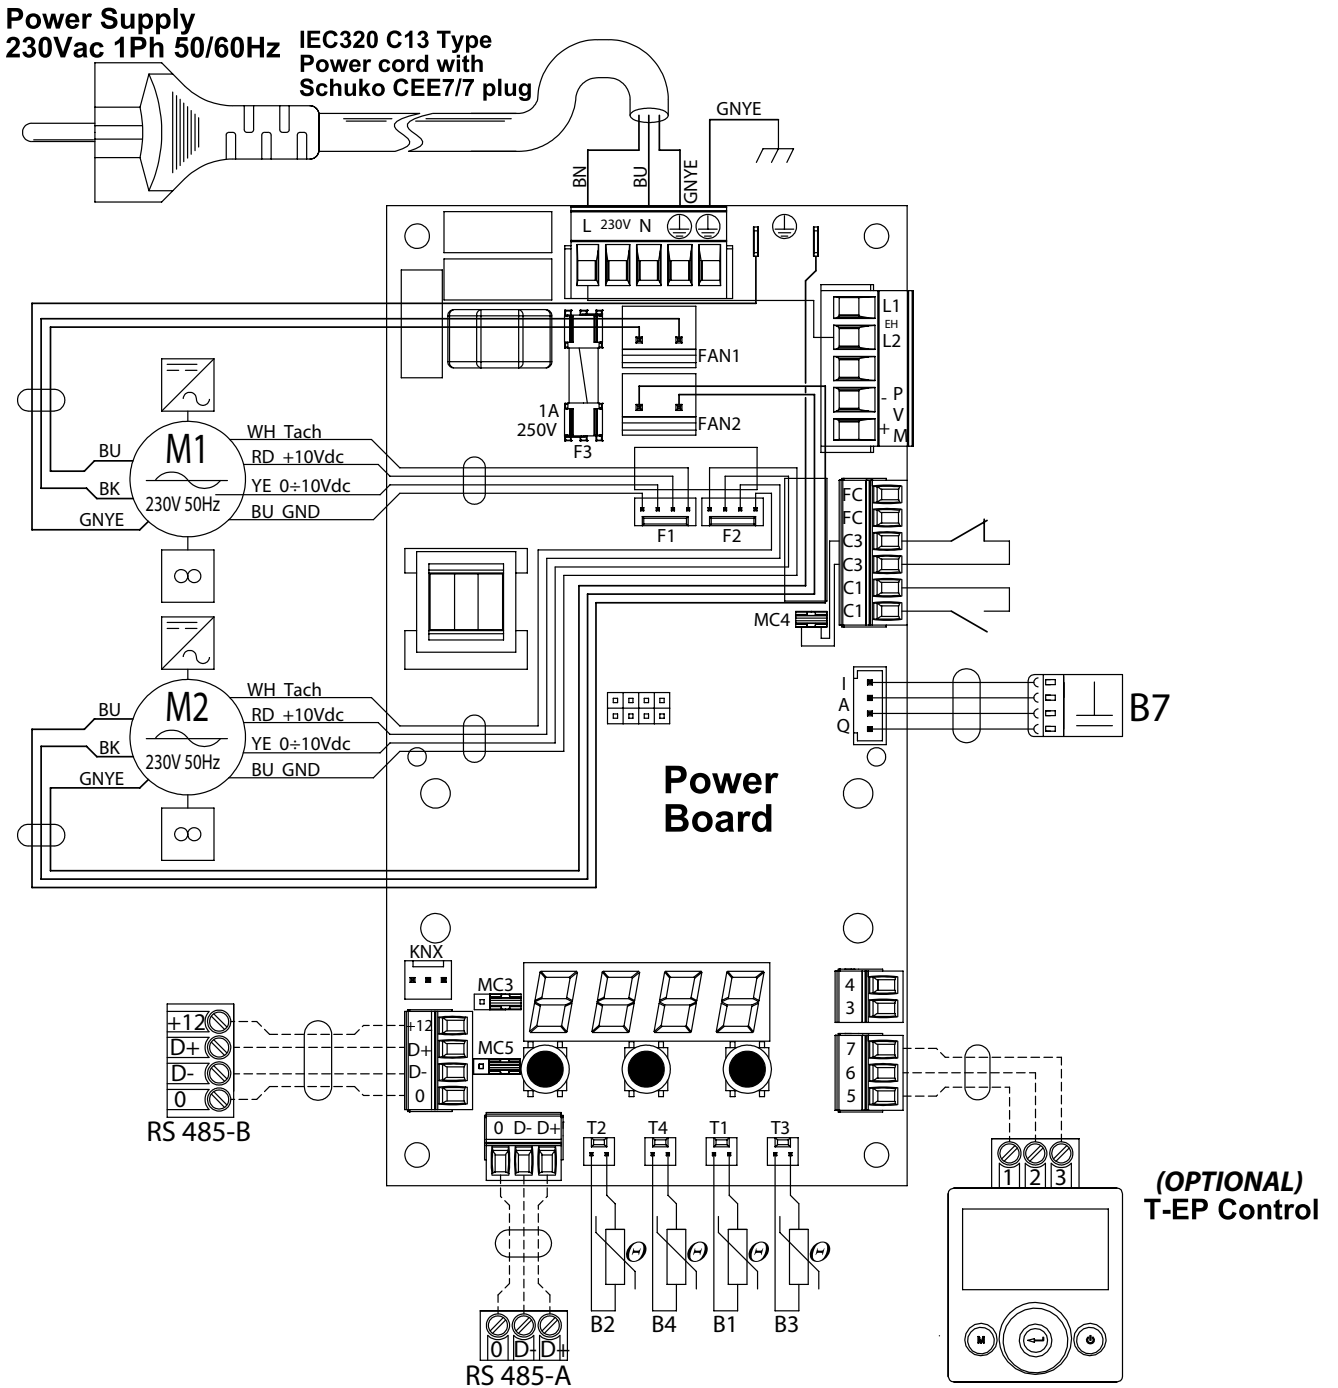 Power Supply
230Vac 1Ph 50/60Hz
IEC320 C13 Type
Power cord with
Schuko CEE7/7 plug
GNYE
BN
BU
GNYE
L 230V N
L1
EH
L2
- P
V
+ M
FAN1
FAN2
1A
250V
F3
M1
230V 50Hz
BU
BK
GNYE
WH Tach
RD +10Vdc
YE 0÷10Vdc
BU GND
F1
F2
FC
FC
C3
C3
C1
C1
MC4
M2
230V 50Hz
BU
BK
GNYE
WH Tach
RD +10Vdc
YE 0÷10Vdc
BU GND
I
A
Q
B7
Power
Board
KNX
MC3
MC5
+12
D+
D-
0
RS 485-B
+12
D+
D-
0
4
3
7
6
5
0 D- D+
T2
T4
T1
T3
Θ
Θ
Θ
Θ
B2
B4
B1
B3
0 D- D+
RS 485-A
1 2 3
M
(OPTIONAL)
T-EP Control